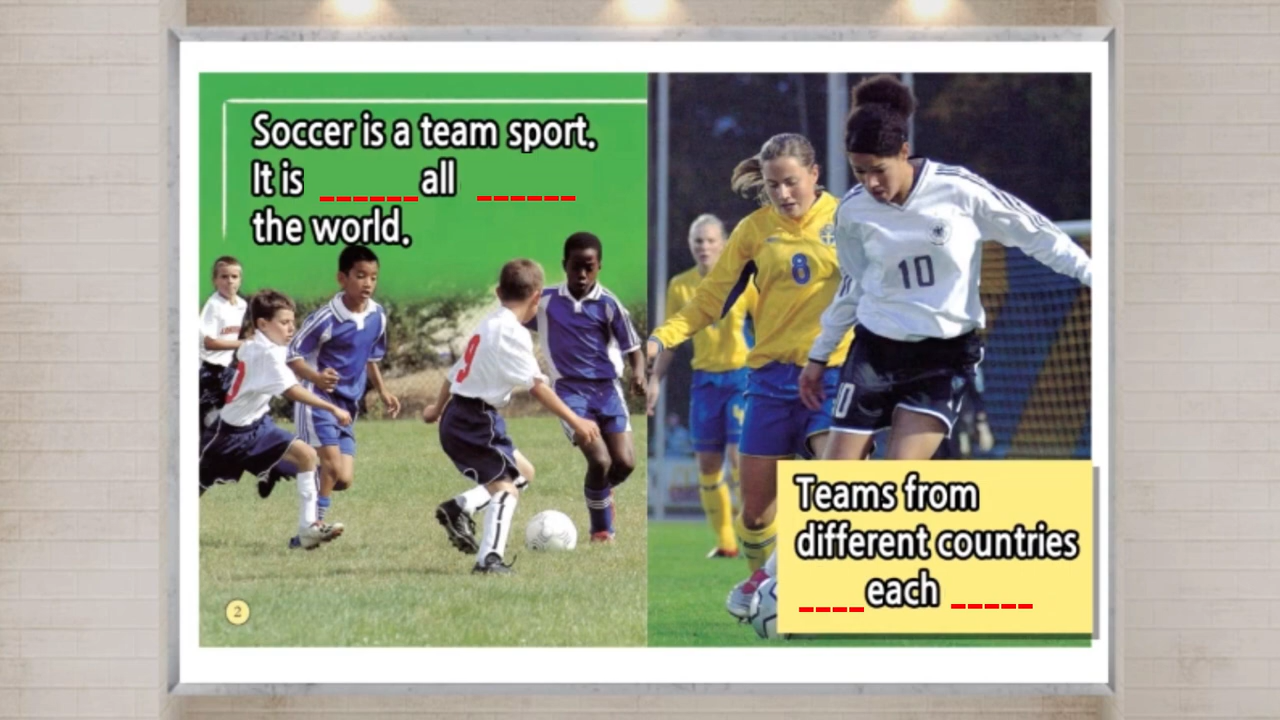 Soccer is a team sport.
It is ______ all ______
the world.
Teams from
different countries
____ each _____
8
10
10
9
2